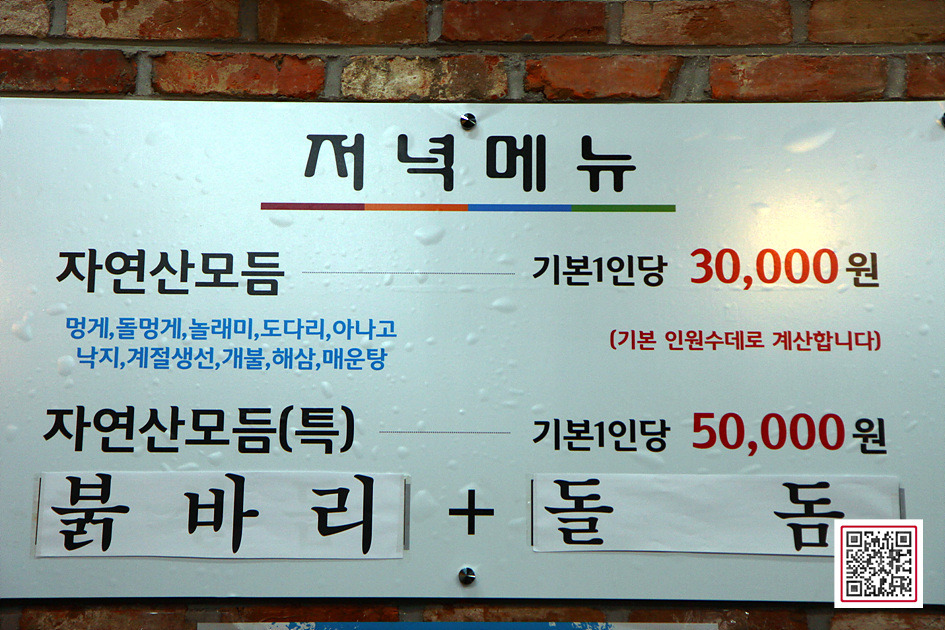 저녁메뉴
자연산모듬 기본1인당 30,000원
멍게,돌멍게,놀래미,도다리,아나고
낙지,계절생선,개불,해삼,매운탕
(기본 인원수데로 계산합니다)
자연산모듬(특) 기본1인당 50,000원
붉바리 + 돌돔